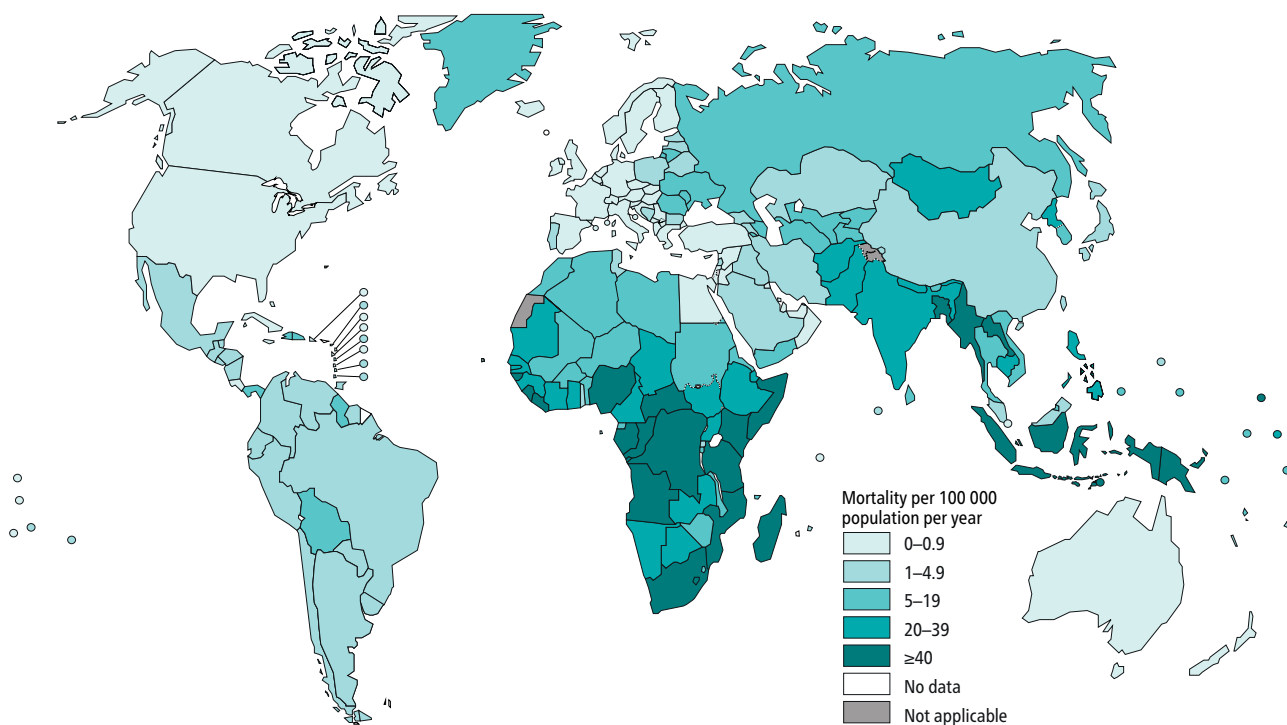 Mortality per 100 000
population per year
0–0.9
1–4.9
5–19
20–39
≥40
No data
Not applicable